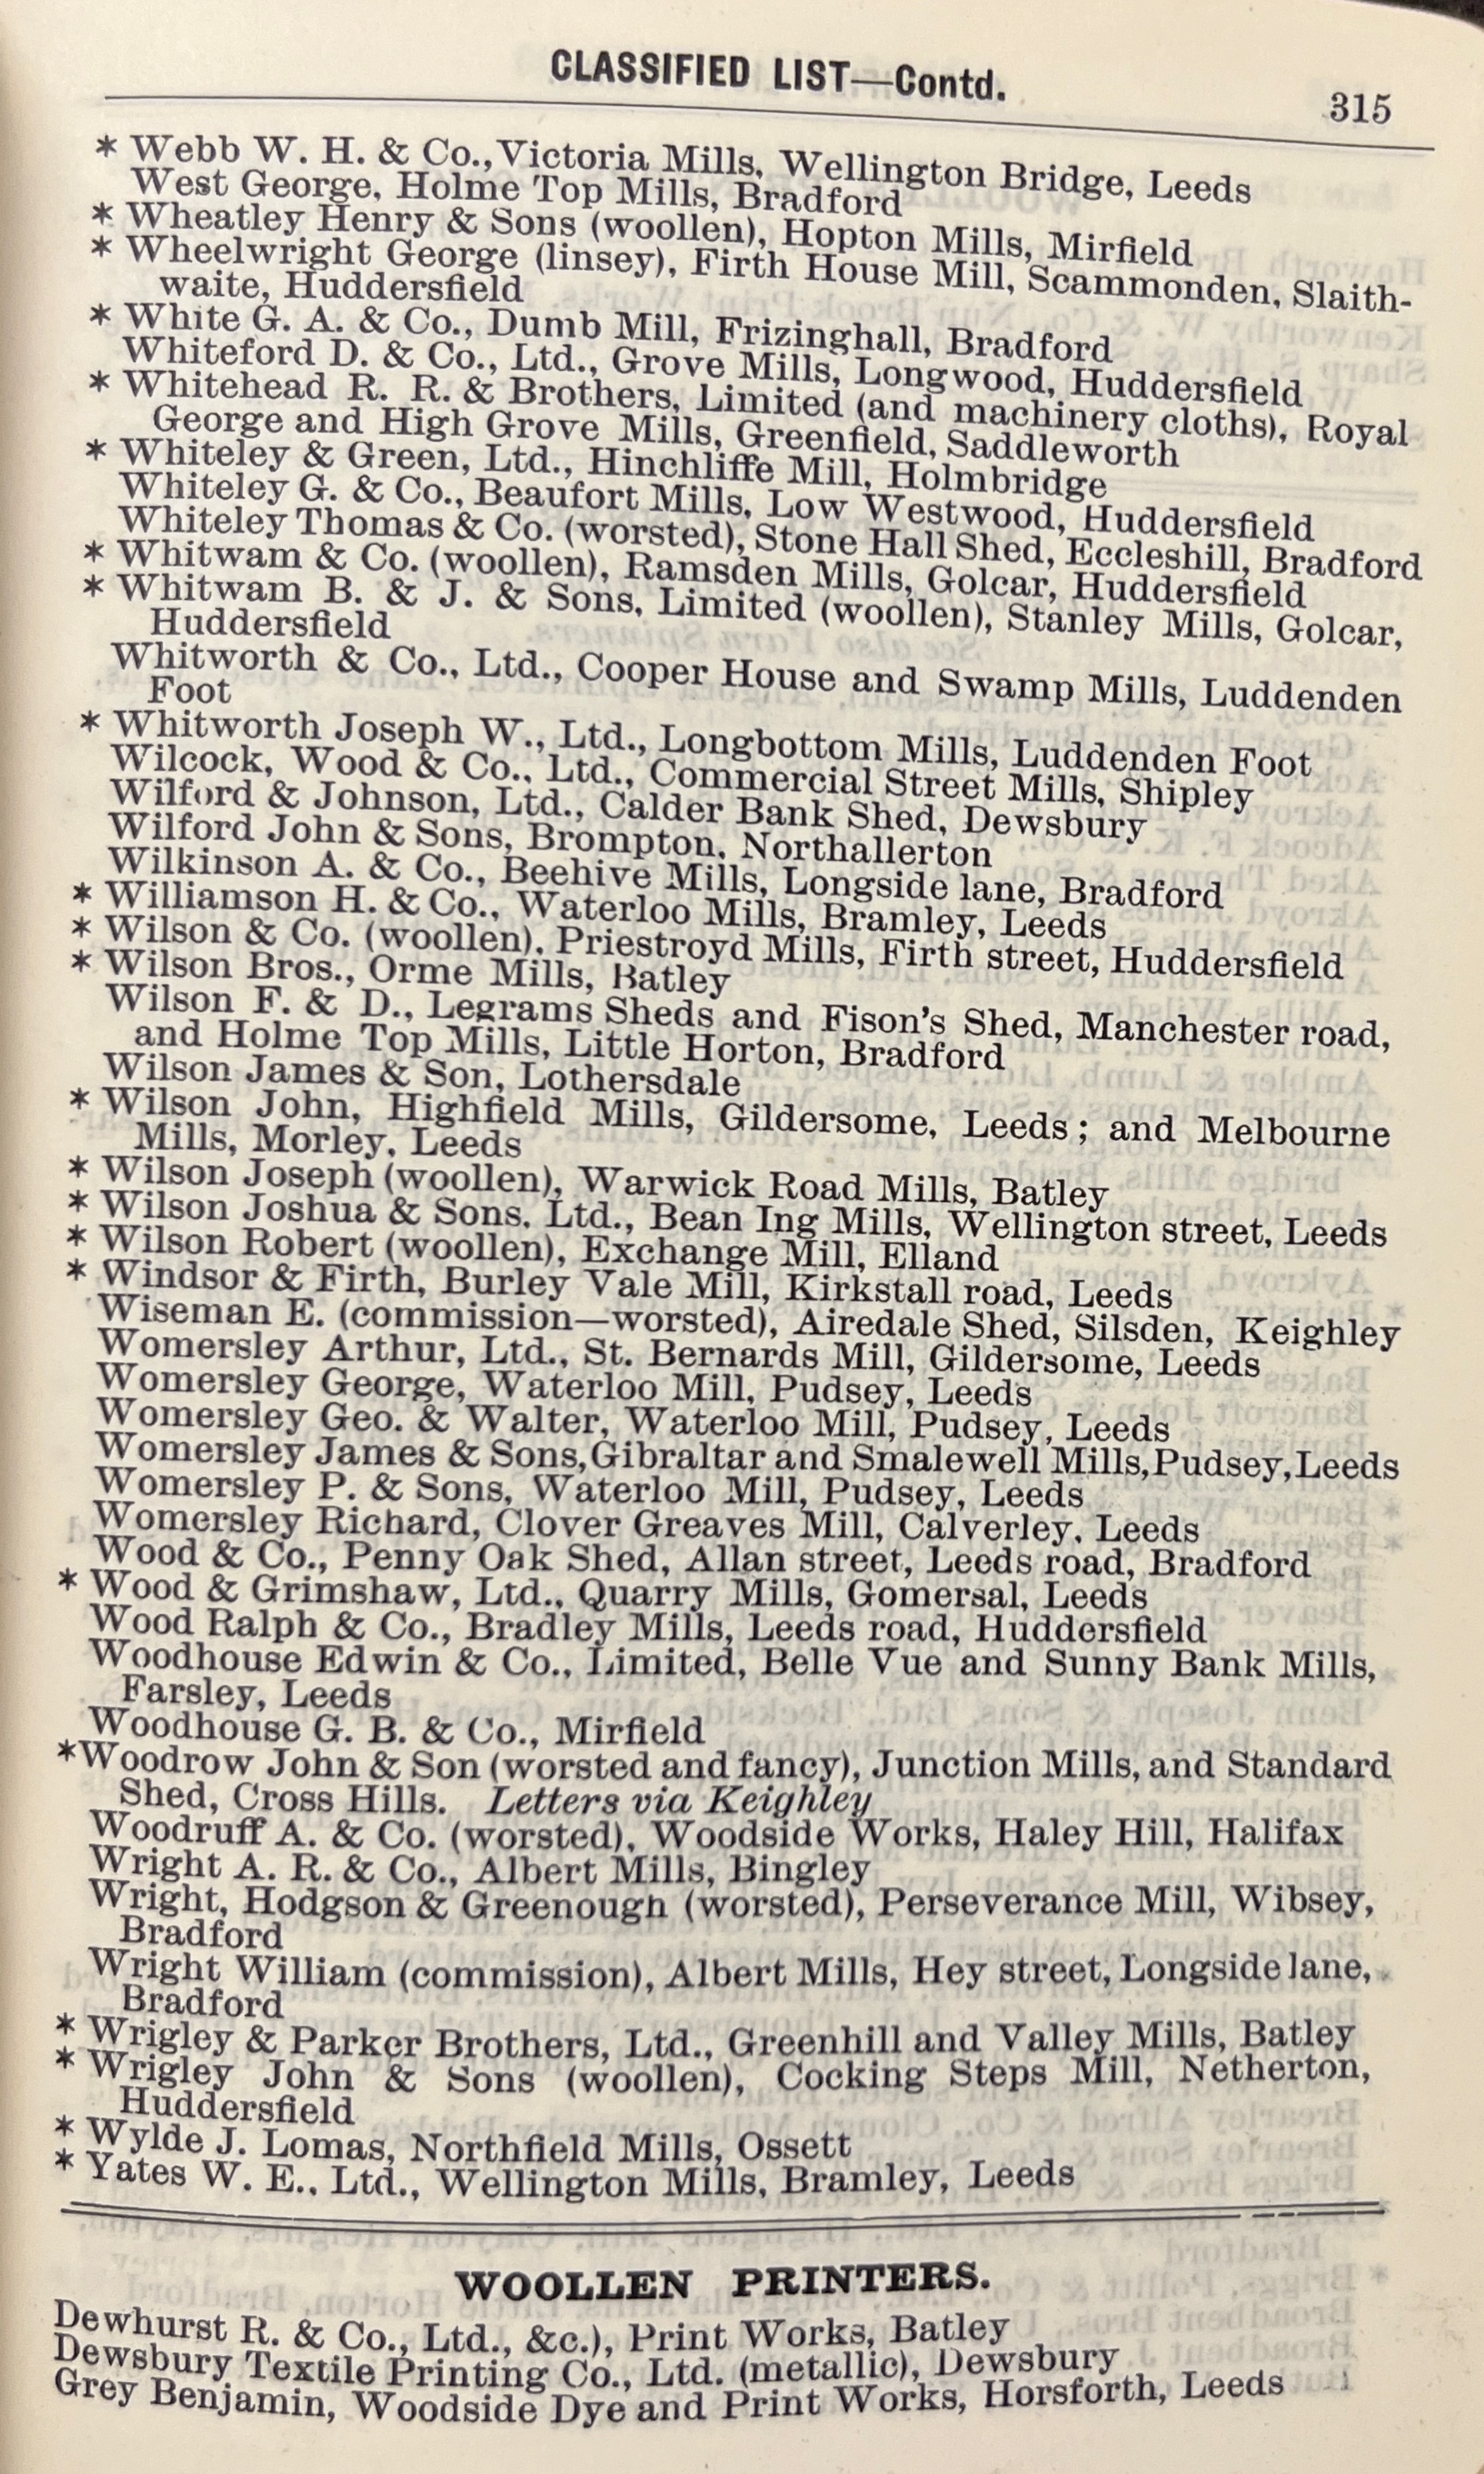 CLASSIFIED LIST—Contd.
315
* Webb W. H. & Co., Victoria Mills, Wellington Bridge, Leeds
West George, Holme Top Mills, Bradford
* Wheatley Henry & Sons (woollen), Hopton Mills, Mirfield
* Wheelwright George (linsey), Firth House Mill, Scammonden, Slaith-
waite, Huddersfield
* White G. A. & Co., Dumb Mill, Frizinghall, Bradford
Whiteford D. & Co., Ltd., Grove Mills, Longwood, Huddersfield
* Whitehead R. R. & Brothers, Limited (and machinery cloths), Royal
George and High Grove Mills, Greenfield, Saddleworth
* Whiteley & Green, Ltd., Hinchliffe Mill, Holmbridge
Whiteley G. & Co., Beaufort Mills, Low Westwood, Huddersfield
Whiteley Thomas & Co. (worsted), Stone Hall Shed, Eccleshill, Bradford
* Whitwam & Co. (woollen), Ramsden Mills, Golcar, Huddersfield
* Whitwam B. & J. & Sons, Limited (woollen), Stanley Mills, Golcar,
Huddersfield
Whitworth & Co., Ltd., Cooper House and Swamp Mills, Luddenden
Foot
* Whitworth Joseph W., Ltd., Longbottom Mills, Luddenden Foot
Wilcock, Wood & Co., Ltd., Commercial Street Mills, Shipley
Wilford & Johnson, Ltd., Calder Bank Shed, Dewsbury
Wilford John & Sons, Brompton, Northallerton
Wilkinson A. & Co., Beehive Mills, Longside lane, Bradford
* Williamson H. & Co., Waterloo Mills, Bramley, Leeds
* Wilson & Co. (woollen), Priestroyd Mills, Firth street, Huddersfield
* Wilson Bros., Orme Mills, Batley
Wilson F. & D., Legrams Sheds and Fison's Shed, Manchester road,
and Holme Top Mills, Little Horton, Bradford
Wilson James & Son, Lothersdale
* Wilson John, Highfield Mills, Gildersome, Leeds; and Melbourne
Mills, Morley, Leeds
* Wilson Joseph (woollen), Warwick Road Mills, Batley
* Wilson Joshua & Sons, Ltd., Bean Ing Mills, Wellington street, Leeds
* Wilson Robert (woollen), Exchange Mill, Elland
* Windsor & Firth, Burley Vale Mill, Kirkstall road, Leeds
Wiseman E. (commission—worsted), Airedale Shed, Silsden, Keighley
Womersley Arthur, Ltd., St. Bernards Mill, Gildersome, Leeds
Womersley George, Waterloo Mill, Pudsey, Leeds
Womersley Geo. & Walter, Waterloo Mill, Pudsey, Leeds
Womersley James & Sons, Gibraltar and Smalewell Mills, Pudsey, Leeds
Womersley P. & Sons, Waterloo Mill, Pudsey, Leeds
Womersley Richard, Clover Greaves Mill, Calverley, Leeds
Wood & Co., Penny Oak Shed, Allan street, Leeds road, Bradford
* Wood & Grimshaw, Ltd., Quarry Mills, Gomersal, Leeds
Wood Ralph & Co., Bradley Mills, Leeds road, Huddersfield
Woodhouse Edwin & Co., Limited, Belle Vue and Sunny Bank Mills,
Farsley, Leeds
Woodhouse G. B. & Co., Mirfield
*Woodrow John & Son (worsted and fancy), Junction Mills, and Standard
Shed, Cross Hills. Letters via Keighley
Woodruff A. & Co. (worsted), Woodside Works, Haley Hill, Halifax
Wright A. R. & Co., Albert Mills, Bingley
Wright, Hodgson & Greenough (worsted), Perseverance Mill, Wibsey,
Bradford
Wright William (commission), Albert Mills, Hey street, Longside lane,
Bradford
* Wrigley & Parker Brothers, Ltd., Greenhill and Valley Mills, Batley
* Wrigley John & Sons (woollen), Cocking Steps Mill, Netherton,
Huddersfield
* Wylde J. Lomas, Northfield Mills, Ossett
* Yates W. E., Ltd., Wellington Mills, Bramley, Leeds
WOOLLEN PRINTERS.
Dewhurst R. & Co., Ltd., &c.), Print Works, Batley
Dewsbury Textile Printing Co., Ltd. (metallic), Dewsbury
Grey Benjamin, Woodside Dye and Print Works, Horsforth, Leeds